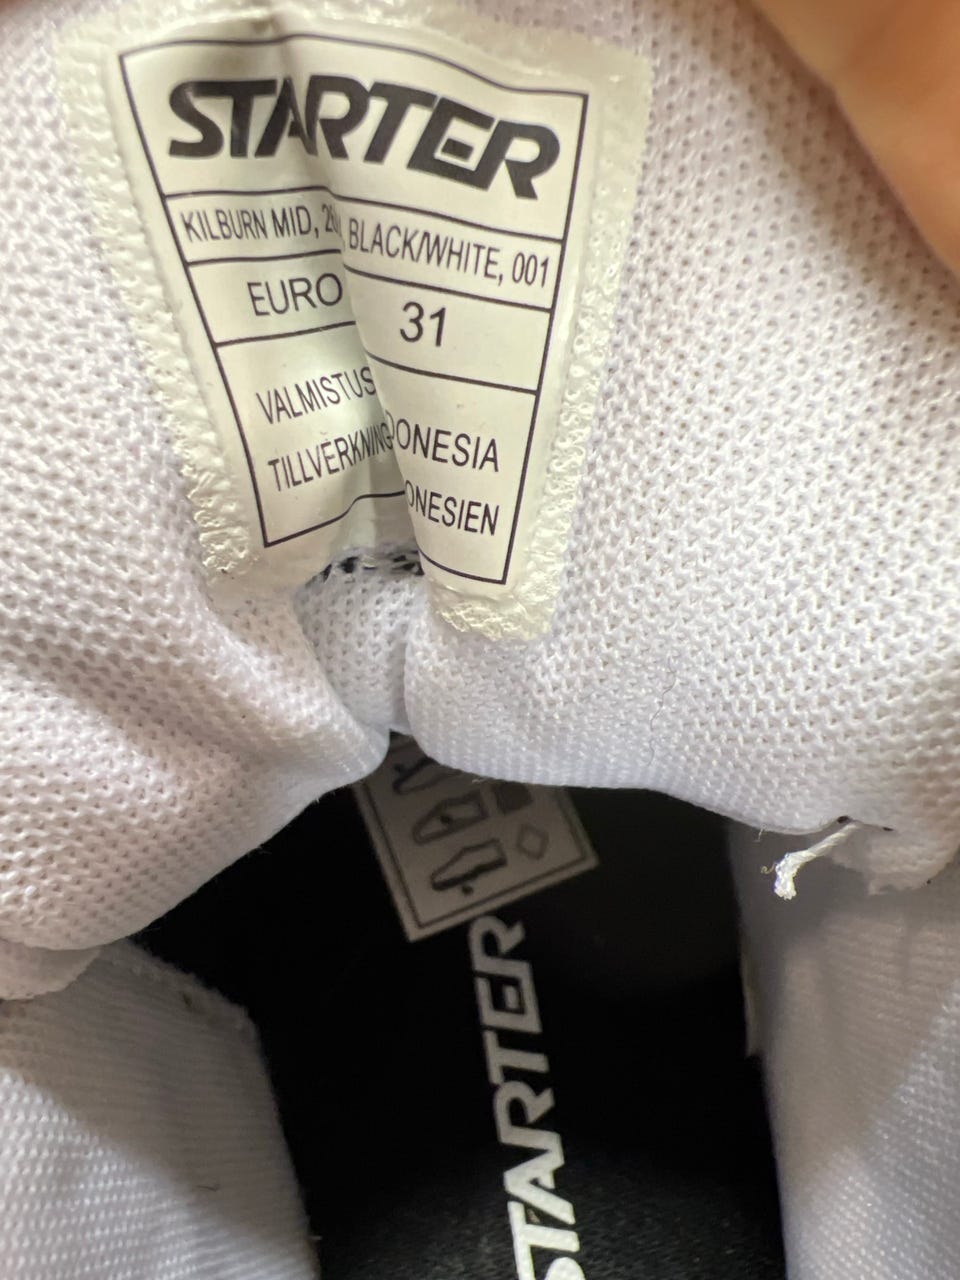 STARTER
KILBURN MID, BLACK/WHITE, 001
EURO 31
VALMISTUS
TILLVERKNING
STARTER